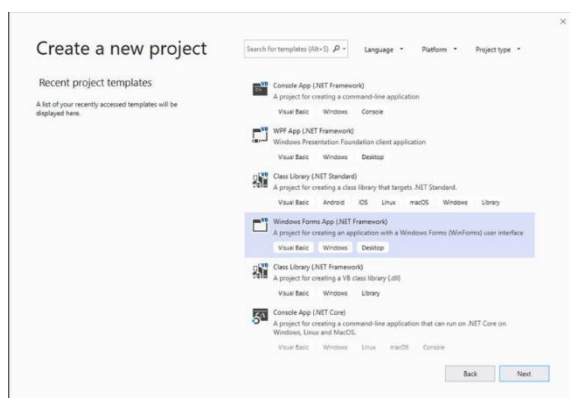 Create a new project
Search for templates (Alt+S)
Language
Platform
Project type
Recent project templates
A list of your recently accessed templates will be
displayed here.
Console App (.NET Framework)
A project for creating a command-line application
Visual Basic Windows Console
WPF App (.NET Framework)
Windows Presentation Foundation client application
Visual Basic Windows Desktop
Class Library (.NET Standard)
A project for creating a class library that targets .NET Standard.
Visual Basic Android iOS Linux macOS Windows Library
Windows Forms App (.NET Framework)
A project for creating an application with a Windows Forms (WinForms) user interface
Visual Basic Windows Desktop
Class Library (.NET Framework)
A project for creating a VB class library (.dll)
Visual Basic Windows Library
Console App (.NET Core)
A project for creating a command-line application that can run on .NET Core on
Windows, Linux and MacOS.
Visual Basic Windows Linux macOS Console
Back Next